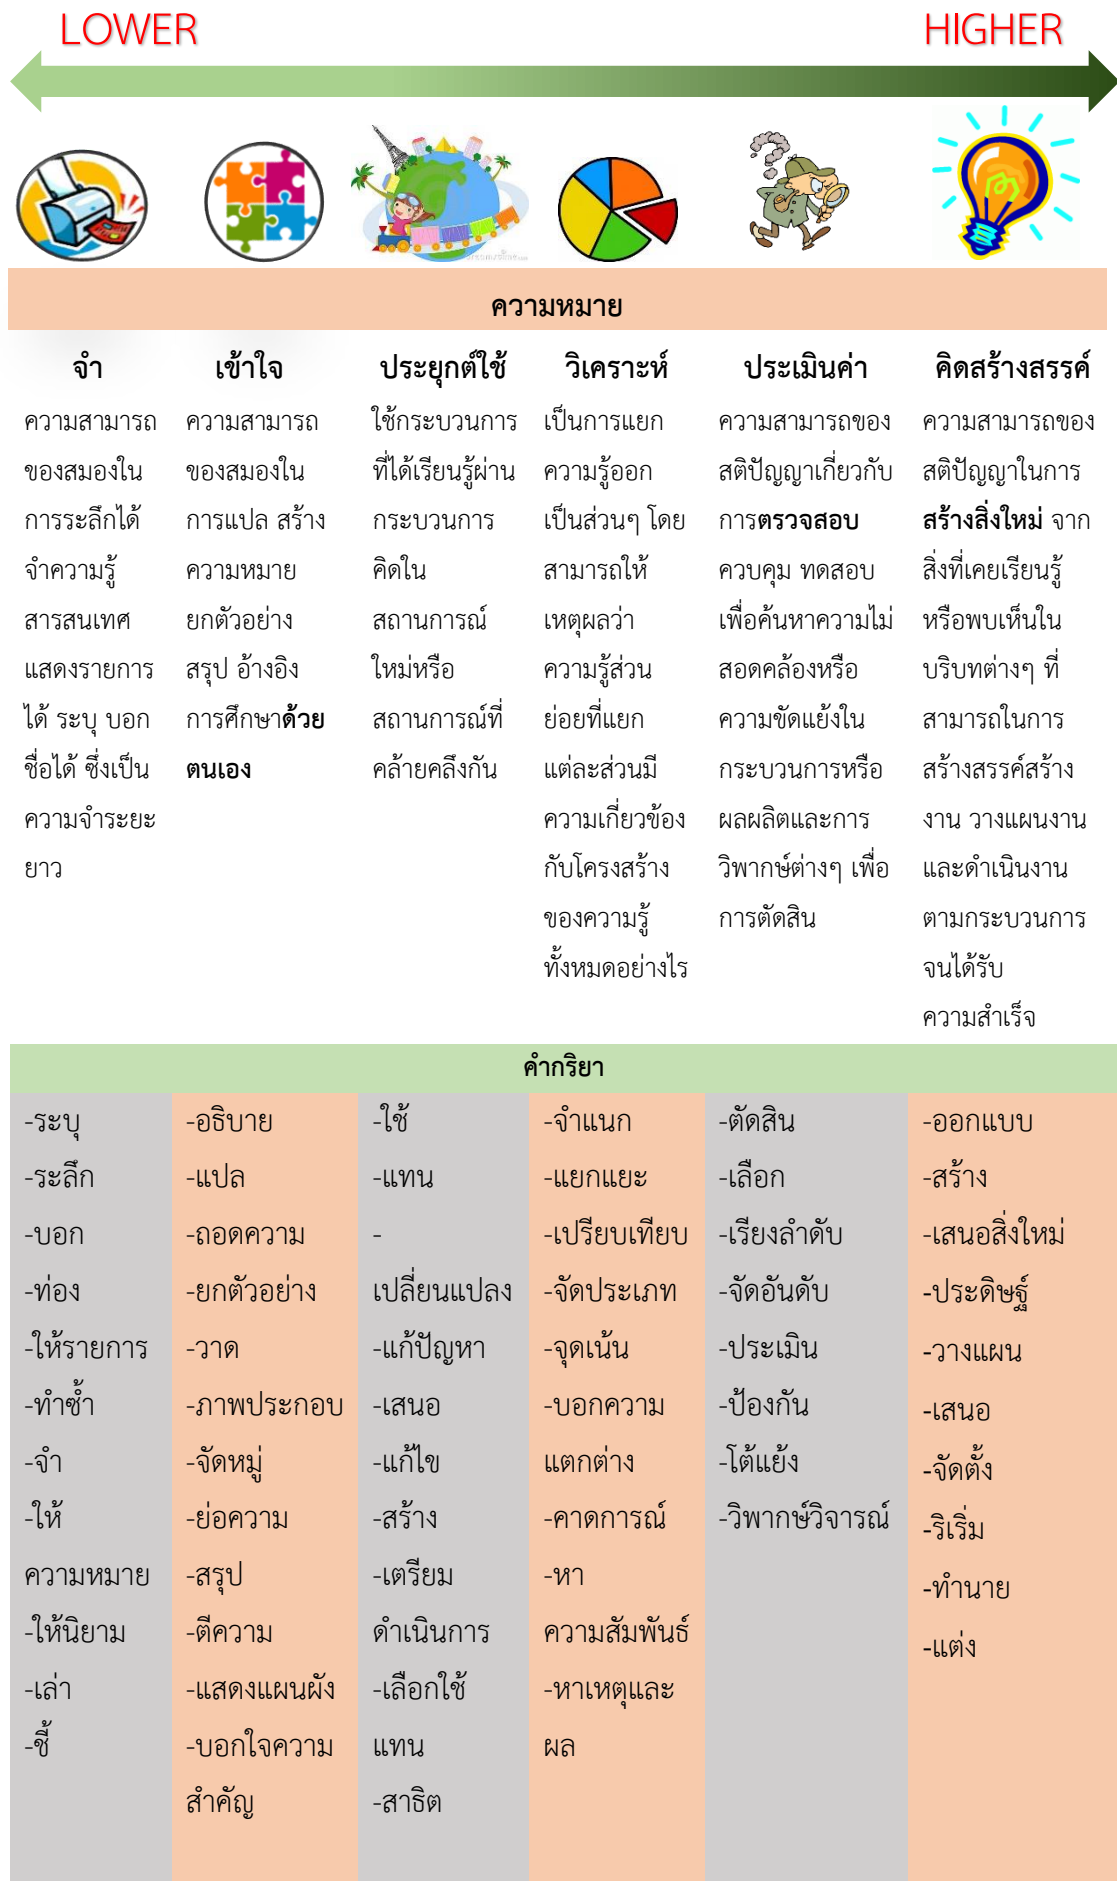 LOWER
HIGHER
ความหมาย
จำ
ความสามารถ
ของสมองใน
การระลึกได้
จำความรู้
สารสนเทศ
แสดงรายการ
ได้ ระบุ บอก
ชื่อได้ ซึ่งเป็น
ความจำระยะ
ยาว
เข้าใจ
ความสามารถ
ของสมองใน
การแปล สร้าง
ความหมาย
ยกตัวอย่าง
สรุป อ้างอิง
การศึกษาด้วย
ตนเอง
ประยุกต์ใช้
ใช้กระบวนการ
ที่ได้เรียนรู้ผ่าน
กระบวนการ
คิดใน
สถานการณ์
ใหม่หรือ
สถานการณ์ที่
คล้ายคลึงกัน
วิเคราะห์
เป็นการแยก
ความรู้ออก
เป็นส่วนๆ โดย
สามารถให้
เหตุผลว่า
ความรู้ส่วน
ย่อยที่แยก
แต่ละส่วนมี
ความเกี่ยวข้อง
กับโครงสร้าง
ของความรู้
ทั้งหมดอย่างไร
ประเมินค่า
ความสามารถของ
สติปัญญาเกี่ยวกับ
การตรวจสอบ
ควบคุม ทดสอบ
เพื่อค้นหาความไม่
สอดคล้องหรือ
ความขัดแย้งใน
กระบวนการหรือ
ผลผลิตและการ
วิพากษ์ต่างๆ เพื่อ
การตัดสิน
คิดสร้างสรรค์
ความสามารถของ
สติปัญญาในการ
สร้างสิ่งใหม่ จาก
สิ่งที่เคยเรียนรู้
หรือพบเห็นใน
บริบทต่างๆ ที่
สามารถในการ
สร้างสรรค์สร้าง
งาน วางแผนงาน
และดำเนินงาน
ตามกระบวนการ
จนได้รับ
ความสำเร็จ
คำกริยา
-ระบุ
-ระลึก
-บอก
-ท่อง
-ให้รายการ
-ทำซ้ำ
-จำ
-ให้
ความหมาย
-ให้นิยาม
-เล่า
-ชี้
-อธิบาย
-แปล
-ถอดความ
-ยกตัวอย่าง
-วาด
-ภาพประกอบ
-จัดหมู่
-ย่อความ
-สรุป
-ตีความ
-แสดงแผนผัง
-บอกใจความ
สำคัญ
-ใช้
-แทน
-
เปลี่ยนแปลง
-แก้ปัญหา
-เสนอ
-แก้ไข
-สร้าง
-เตรียม
ดำเนินการ
-เลือกใช้
แทน
-สาธิต
-จำแนก
-แยกแยะ
-เปรียบเทียบ
-จัดประเภท
-จุดเน้น
-บอกความ
แตกต่าง
-คาดการณ์
-หา
ความสัมพันธ์
-หาเหตุและ
ผล
-ตัดสิน
-เลือก
-เรียงลำดับ
-จัดอันดับ
-ประเมิน
-ป้องกัน
-โต้แย้ง
-วิพากษ์วิจารณ์
-ออกแบบ
-สร้าง
-เสนอสิ่งใหม่
-ประดิษฐ์
-วางแผน
-เสนอ
-จัดตั้ง
-ริเริ่ม
-ทำนาย
-แต่ง